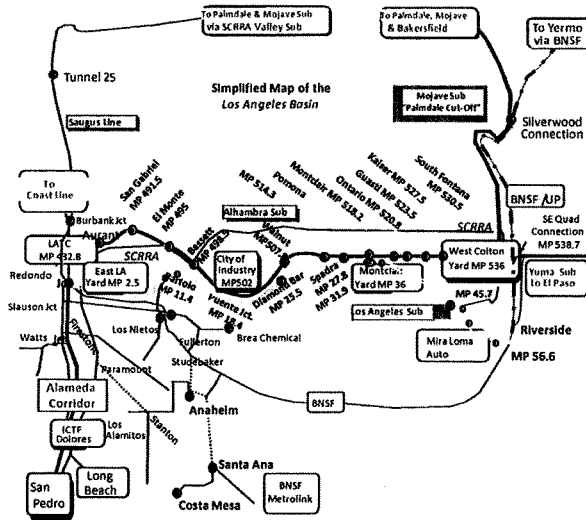 To Palmdale & Mojave Sub
via SCRRA Valley Sub
To Palmdale, Mojave
& Bakersfield
To Yermo
via BNSF
Tunnel 25
Simplified Map of the
Los Angeles Basin
Mojave Sub
"Palmdale Cut-Off"
Saugus Line
Silverwood
Connection
To
Coast Line
San Gabriel
MP 491.5
El Monte
MP 495
Bassett
MP 498.5
MP 514.3
Pomona
Montclair
MP 518.2
Ontario MP 520.8
Guasti MP 523.5
Kaiser MP 527.5
South Fontana
MP 530.5
BNSF /UP
Burbank Jct
Alhambra Sub
Walnut
MP507
SCRRA
SE Quad Connection
MP 538.7
LATC
MP 482.8
Aurant
SCRRA
City of
Industry
MP502
West Colton
Yard MP 536
Redondo
Jct
East LA
Yard MP 2.5
Bartolo
MP 11.4
Puente Jct.
MP 18.4
Diamond Bar
MP 23.5
Spadra
MP 27.8
MP 31.9
Montclair
Yard MP 36
Yuma Sub
to El Paso
MP 45.7
Slauson Jct
Los Angeles Sub
Los Nietos
Brea Chemical
Riverside
Watts Jct
Firestone
Fullerton
Mira Loma
Auto
MP 56.6
Paramount
Studebaker
Alameda
Corridor
Anaheim
BNSF
ICTF
Dolores
Los
Alamitos
Stanton
San
Pedro
Long
Beach
Santa Ana
Costa Mesa
BNSF
Metrolink